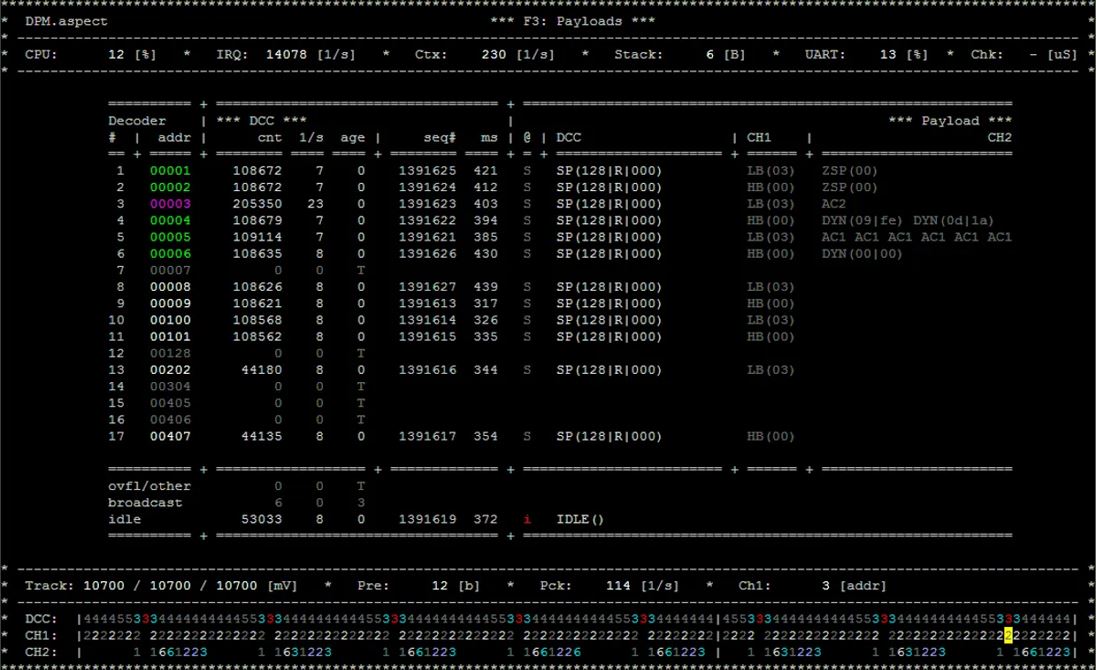 ***********************************************************************************************************************************
* DPM.aspect *** F3: Payloads *** *
* -------------------------------------------------------------------------------------------------------------------------------- *
* CPU: 12 [%] * IRQ: 14078 [1/s] * Ctx: 230 [1/s] * Stack: 6 [B] * UART: 13 [%] * Chk: - [uS] *
* -------------------------------------------------------------------------------------------------------------------------------- *
========== + ================================== + ===========================================================
Decoder | *** DCC *** | *** Payload ***
# | addr | cnt 1/s age | seq# ms | @ | DCC | CH1 | CH2
== + ===== + ====== ==== ==== + ======== ==== + = + ==================== + ====== + =======================
1 00001 108672 7 0 1391625 421 S SP(128|R|000) LB(03) ZSP(00)
2 00002 108672 7 0 1391624 412 S SP(128|R|000) HB(00) ZSP(00)
3 00003 205350 23 0 1391623 403 S SP(128|R|000) LB(03) AC2
4 00004 108679 7 0 1391622 394 S SP(128|R|000) HB(00) DYN(09|fe) DYN(0d|1a)
5 00005 109114 7 0 1391621 385 S SP(128|R|000) LB(03) AC1 AC1 AC1 AC1 AC1 AC1
6 00006 108635 8 0 1391626 430 S SP(128|R|000) HB(00) DYN(00|00)
7 00007 0 0 T
8 00008 108626 8 0 1391627 439 S SP(128|R|000) LB(03)
9 00009 108621 8 0 1391613 317 S SP(128|R|000) HB(00)
10 00100 108568 8 0 1391614 326 S SP(128|R|000) LB(03)
11 00101 108562 8 0 1391615 335 S SP(128|R|000) HB(00)
12 00128 0 0 T
13 00202 44180 8 0 1391616 344 S SP(128|R|000) LB(03)
14 00304 0 0 T
15 00405 0 0 T
16 00406 0 0 T
17 00407 44135 8 0 1391617 354 S SP(128|R|000) HB(00)
========== + ================== + ============= + ======================== + ====== + =======================
ovfl/other 0 0 T
broadcast 6 0 3
idle 53033 8 0 1391619 372 i IDLE()
========== + ================================== + ===========================================================
* -------------------------------------------------------------------------------------------------------------------------------- *
* Track: 10700 / 10700 / 10700 [mV] * Pre: 12 [b] * Pck: 114 [1/s] * Ch1: 3 [addr] *
* -------------------------------------------------------------------------------------------------------------------------------- *
* DCC: |44445533344444444444553334444444444455333444444444445533344444444444553334444444|4455333444444444445533344444444444553334444444| *
* CH1: |2222222 22222222222222 22222222222222 22222222222222 22222222222222 22222222|2222 22222222222222 22222222222222 2222222| *
* CH2: | 1 1661223 1 1631223 1 1661223 1 1661226 1 1663223 | 1 1631223 1 1631223 1 1661223| *
***********************************************************************************************************************************